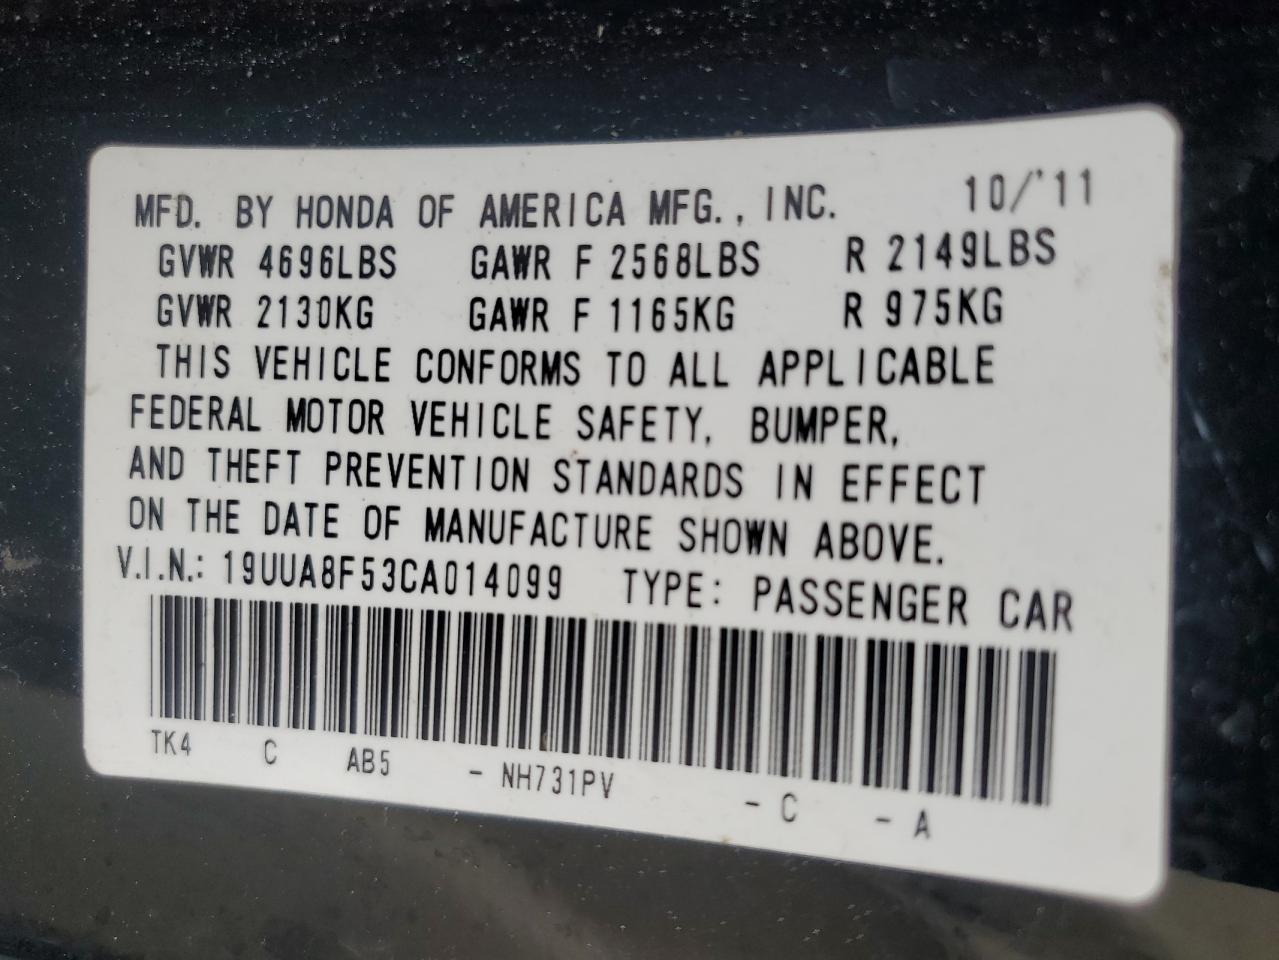 MFD. BY HONDA OF AMERICA MFG., INC. 10/'11
GVWR 4696LBS GAWR F 2568LBS R 2149LBS
GVWR 2130KG GAWR F 1165KG R 975KG
THIS VEHICLE CONFORMS TO ALL APPLICABLE
FEDERAL MOTOR VEHICLE SAFETY, BUMPER,
AND THEFT PREVENTION STANDARDS IN EFFECT
ON THE DATE OF MANUFACTURE SHOWN ABOVE.
V.I.N.: 19UUA8F53CA014099 TYPE: PASSENGER CAR
TK4 C AB5 - NH731PV - C - A